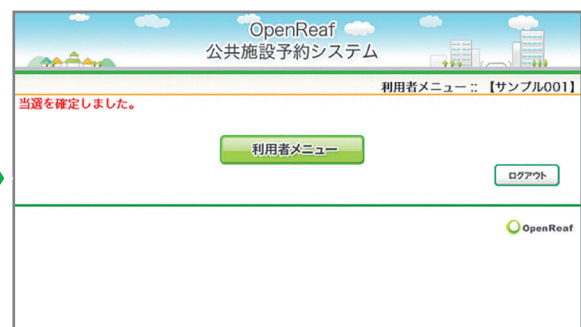 OpenReaf
公共施設予約システム
利用者メニュー :: 【サンプル001】
当選を確定しました。
利用者メニュー
ログアウト
OpenReaf